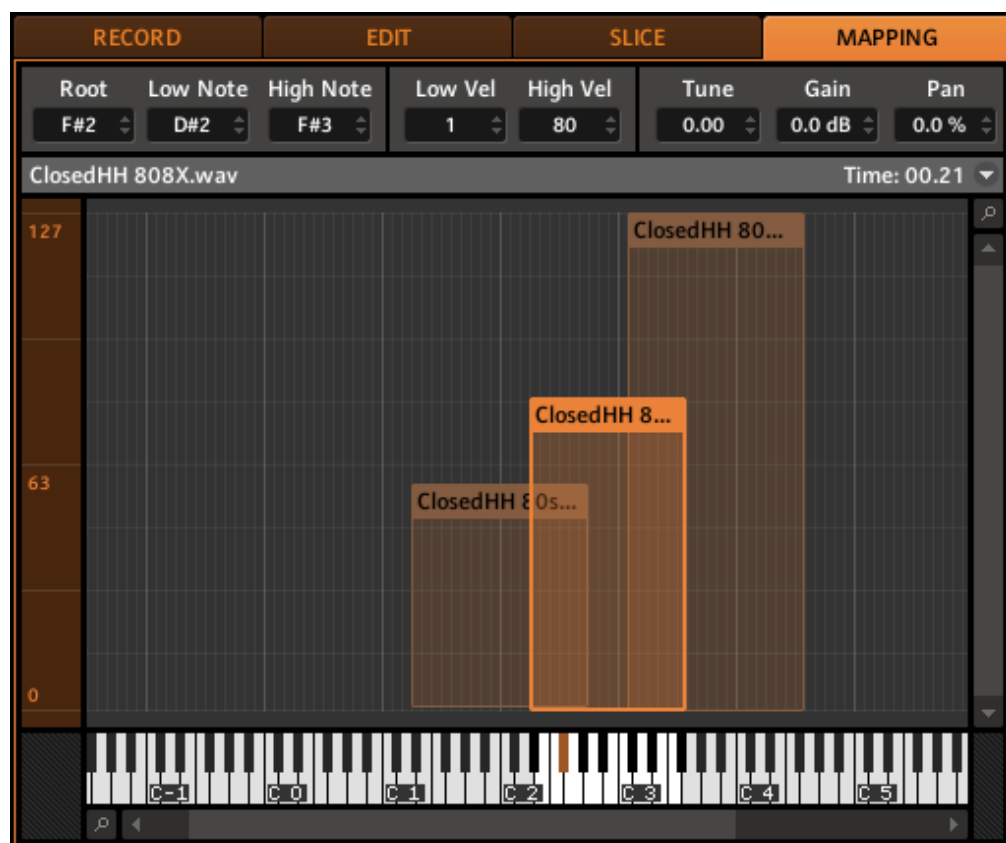 RECORD EDIT SLICE MAPPING
Root Low Note High Note Low Vel High Vel Tune Gain Pan
F#2 D#2 F#3 1 80 0.00 0.0 dB 0.0 %
ClosedHH 808X.wav Time: 00.21
127
ClosedHH 80...
ClosedHH 8...
63
ClosedHH 80s...
0
C-1 C 0 C 1 C 2 C 3 C 4 C 5